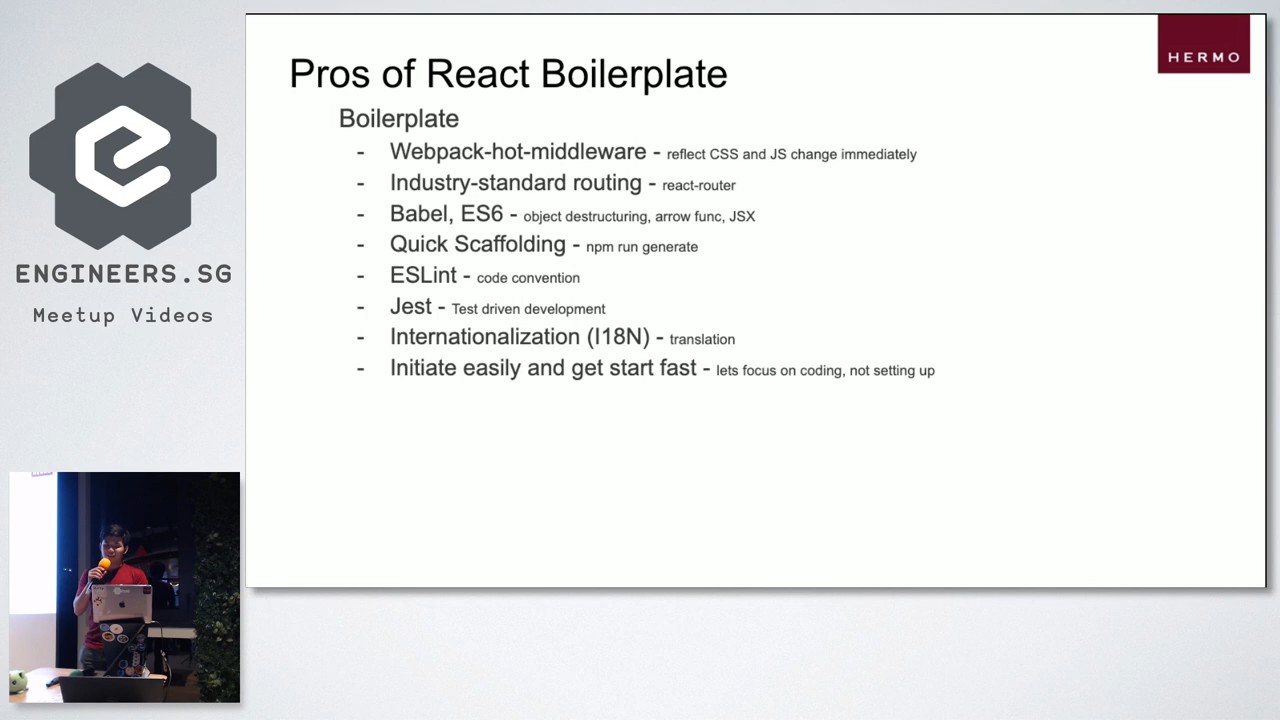 HERMO
Pros of React Boilerplate
Boilerplate
- Webpack-hot-middleware - reflect CSS and JS change immediately
- Industry-standard routing - react-router
- Babel, ES6 - object destructuring, arrow func, JSX
- Quick Scaffolding - npm run generate
- ESLint - code convention
- Jest - Test driven development
- Internationalization (I18N) - translation
- Initiate easily and get start fast - lets focus on coding, not setting up
ENGINEERS.SG
Meetup Videos